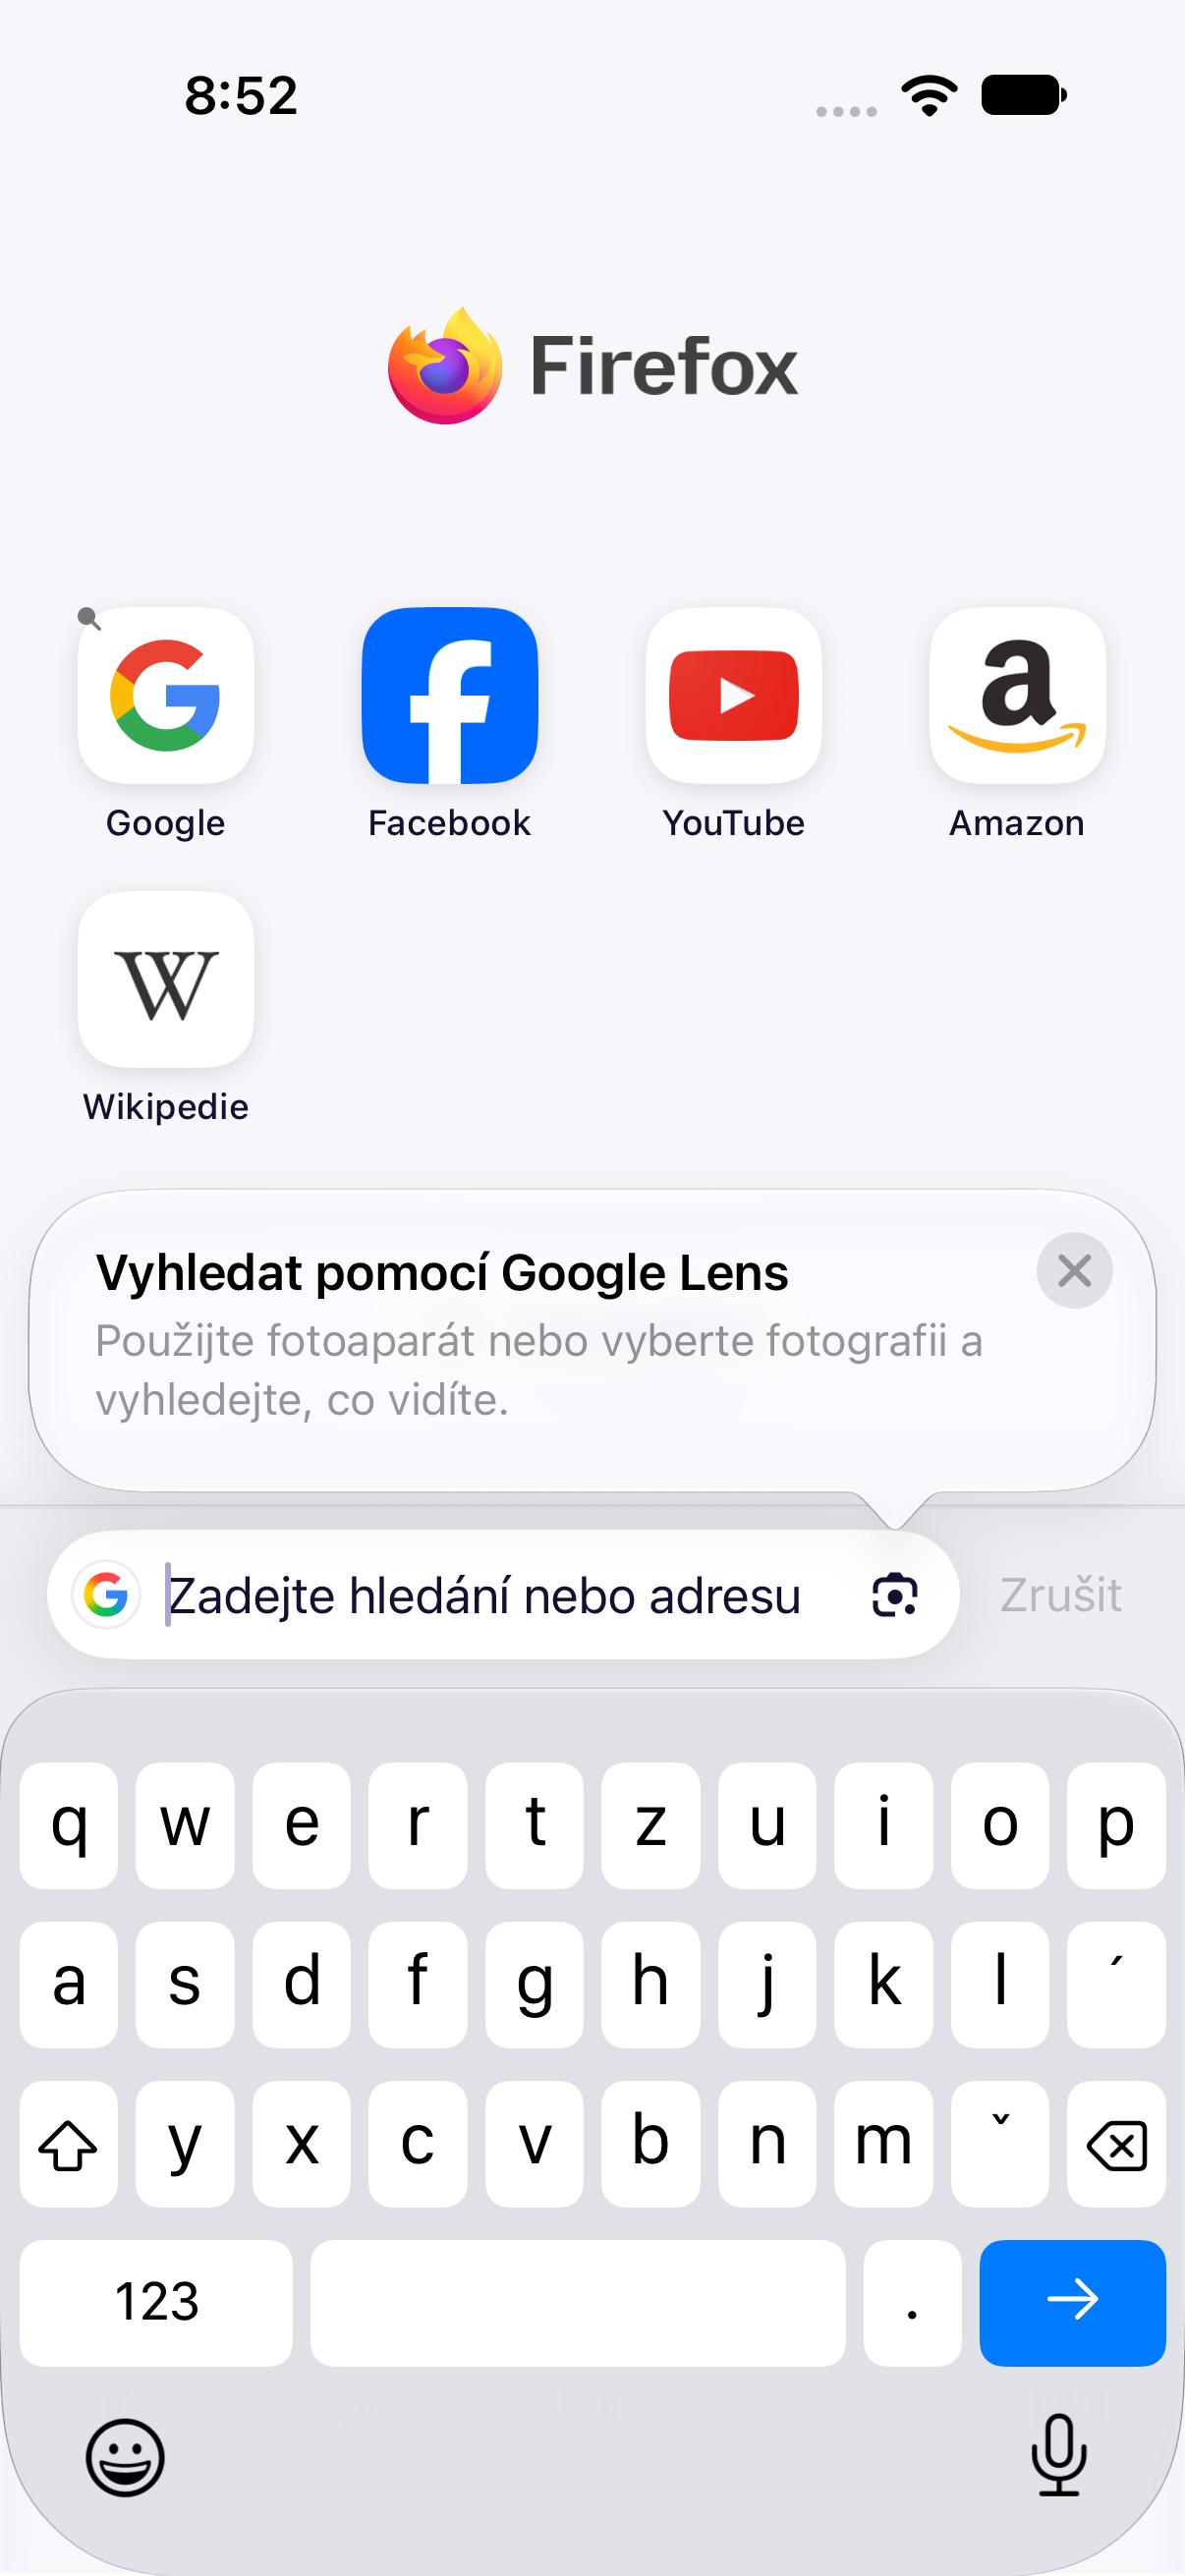 8:52
Firefox
Google
Facebook
YouTube
Amazon
W
Wikipedie
Vyhledat pomocí Google Lens
Použijte fotoaparát nebo vyberte fotografii a
vyhledejte, co vidíte.
Zadejte hledání nebo adresu
Zrušit
q w e r t z u i o p
a s d f g h j k l ´
y x c v b n m ˇ
123 .